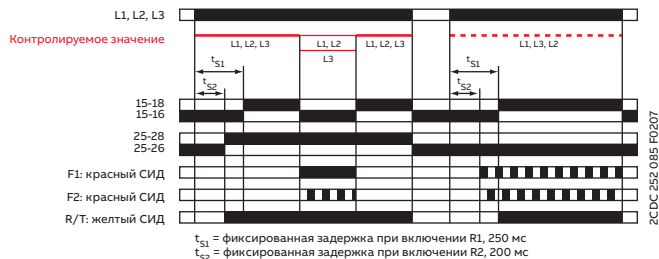 L1, L2, L3
Контролируемое значение
L1, L2, L3
L1, L2
L1, L2, L3
L1, L3, L2
L3
tS1
tS1
tS2
tS2
15-18
15-16
25-28
25-26
F1: красный СИД
F2: красный СИД
R/T: желтый СИД
tS1 = фиксированная задержка при включении R1, 250 мс
tS2 = фиксированная задержка при включении R2, 200 мс
2CDC 252 085 F0207